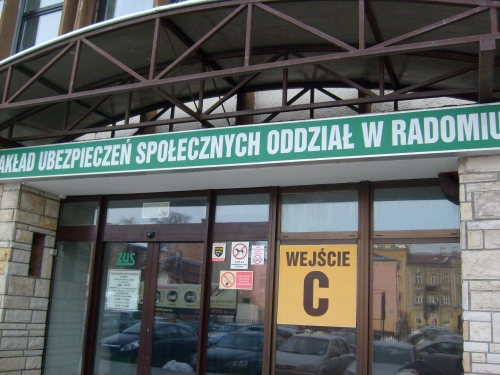 AKŁAD UBEZPIECZEŃ SPOŁECZNYCH ODDZIAŁ W RADOMIU
ZUS
WEJŚCIE
C